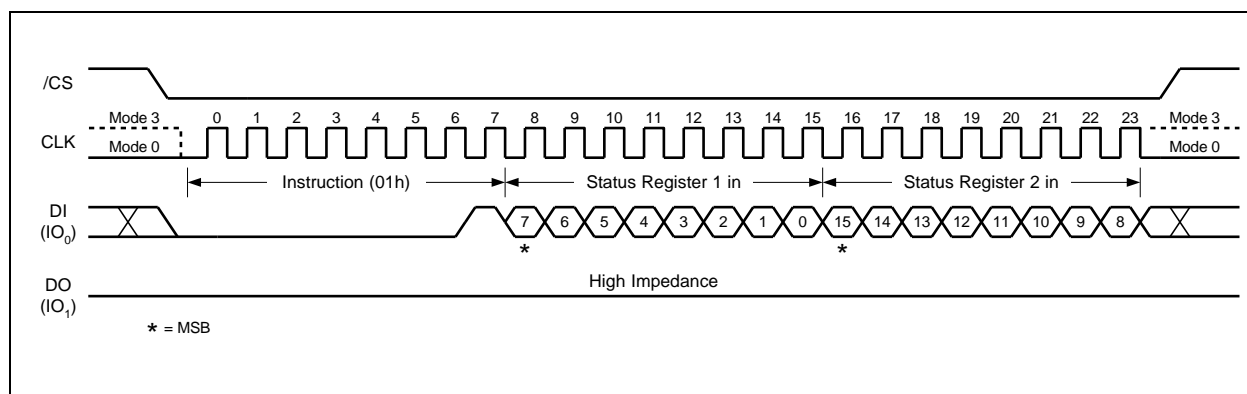 /CS
Mode 3 0 1 2 3 4 5 6 7 8 9 10 11 12 13 14 15 16 17 18 19 20 21 22 23 Mode 3
CLK
Mode 0 Mode 0
Instruction (01h) Status Register 1 in Status Register 2 in
DI
(IO0) 7 6 5 4 3 2 1 0 15 14 13 12 11 10 9 8
* *
High Impedance
DO
(IO1)
* = MSB